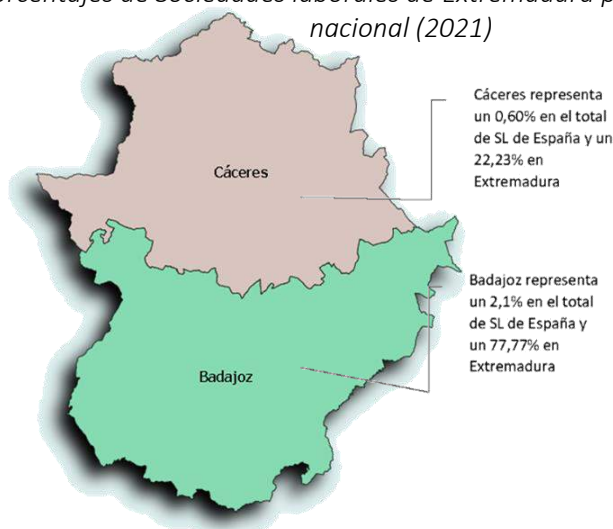 de Sociedades laborales de Extremadura
nacional (2021)
Cáceres representa
un 0,60% en el total
de SL de España y un
22,23% en
Extremadura
Cáceres
Badajoz representa
un 2,1% en el total
de SL de España y
un 77,77% en
Extremadura
Badajoz